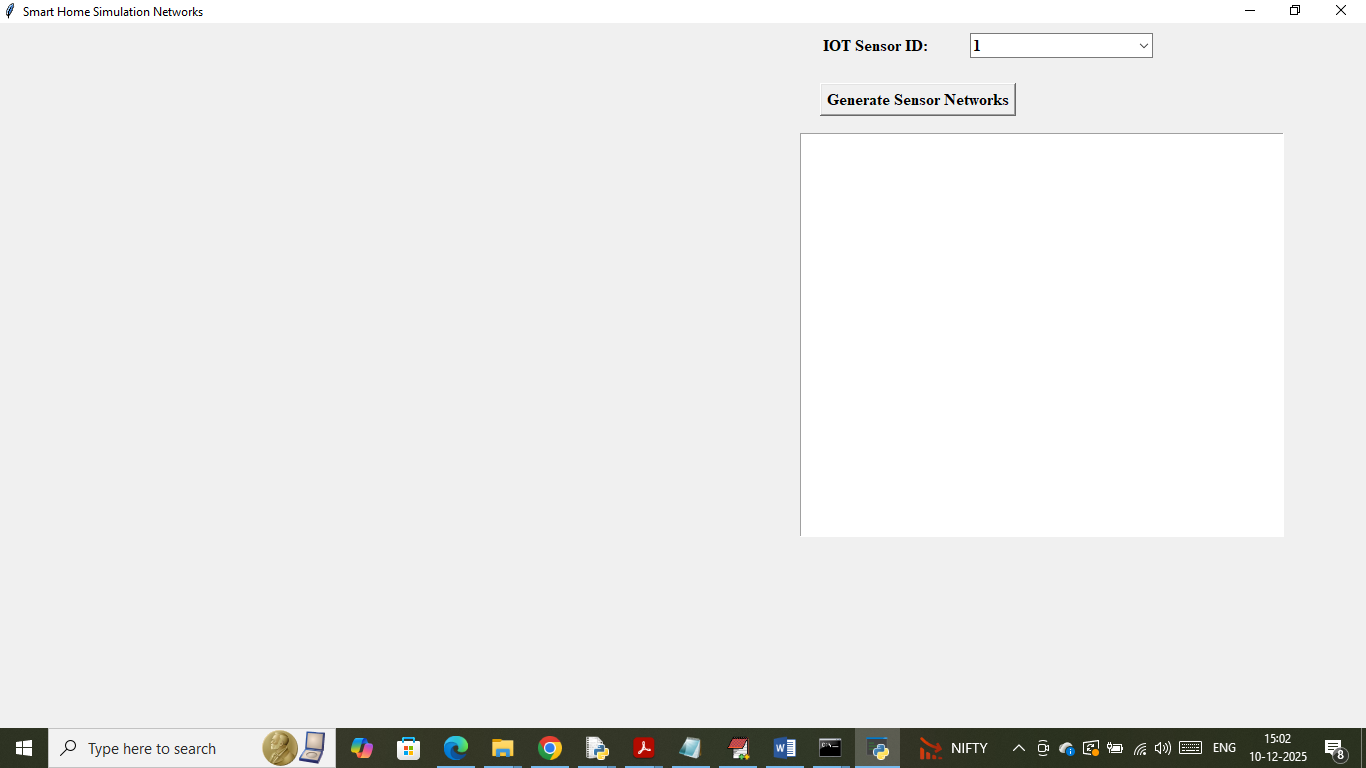 Smart Home Simulation Networks
IOT Sensor ID:
1
Generate Sensor Networks
Type here to search
NIFTY
ENG
15:02
10-12-2025
8